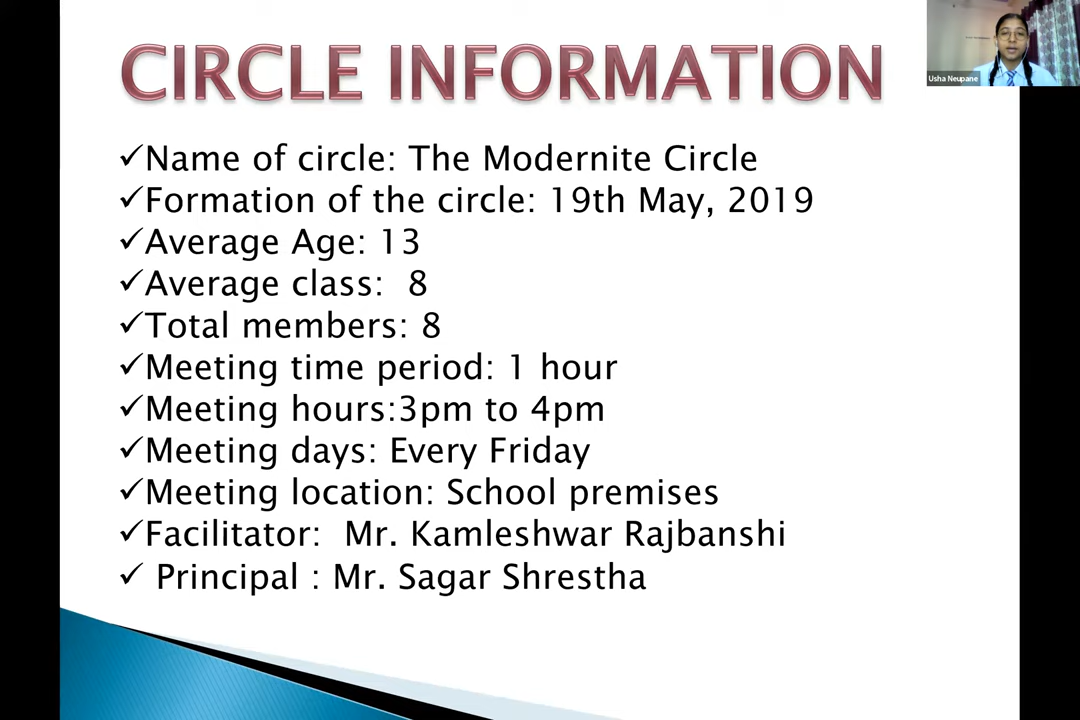 CIRCLE INFORMATION
Usha Neupane
✓Name of circle: The Modernite Circle
✓Formation of the circle: 19th May, 2019
✓Average Age: 13
✓Average class:  8
✓Total members: 8
✓Meeting time period: 1 hour
✓Meeting hours:3pm to 4pm
✓Meeting days: Every Friday
✓Meeting location: School premises
✓Facilitator:  Mr. Kamleshwar Rajbanshi
✓ Principal : Mr. Sagar Shrestha